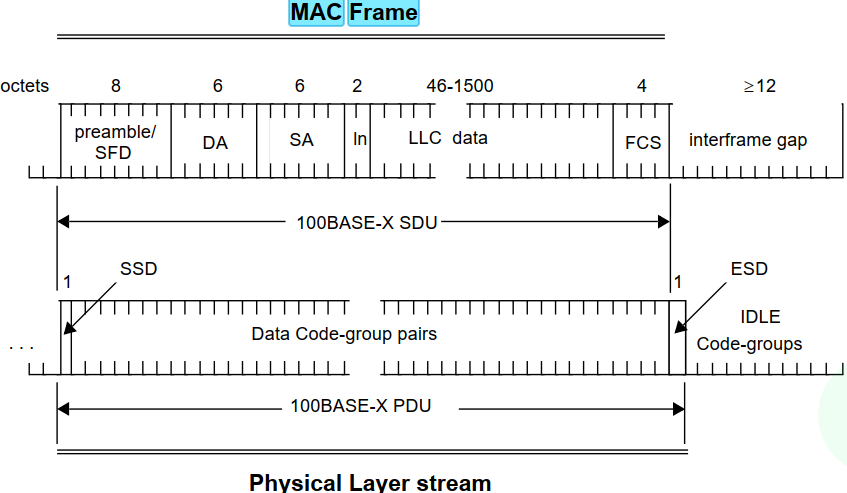 MAC Frame
octets 8 6 6 2 46-1500 4 ≥12
preamble/
SFD
DA
SA
ln
LLC data
FCS
interframe gap
100BASE-X SDU
1
SSD
1
ESD
Data Code-group pairs
IDLE
Code-groups
. . .
100BASE-X PDU
Physical Layer stream